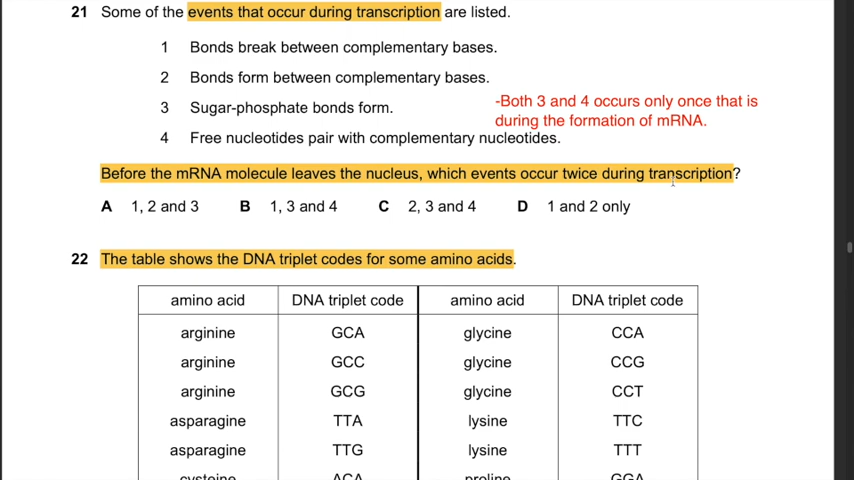 21 Some of the events that occur during transcription are listed.
1 Bonds break between complementary bases.
2 Bonds form between complementary bases.
3 Sugar-phosphate bonds form.
-Both 3 and 4 occurs only once that is
during the formation of mRNA.
4 Free nucleotides pair with complementary nucleotides.
Before the mRNA molecule leaves the nucleus, which events occur twice during transcription?
A 1, 2 and 3 B 1, 3 and 4 C 2, 3 and 4 D 1 and 2 only
22 The table shows the DNA triplet codes for some amino acids.
amino acid DNA triplet code amino acid DNA triplet code
arginine GCA glycine CCA
arginine GCC glycine CCG
arginine GCG glycine CCT
asparagine TTA lysine TTC
asparagine TTG lysine TTT
cysteine ACA proline GGA